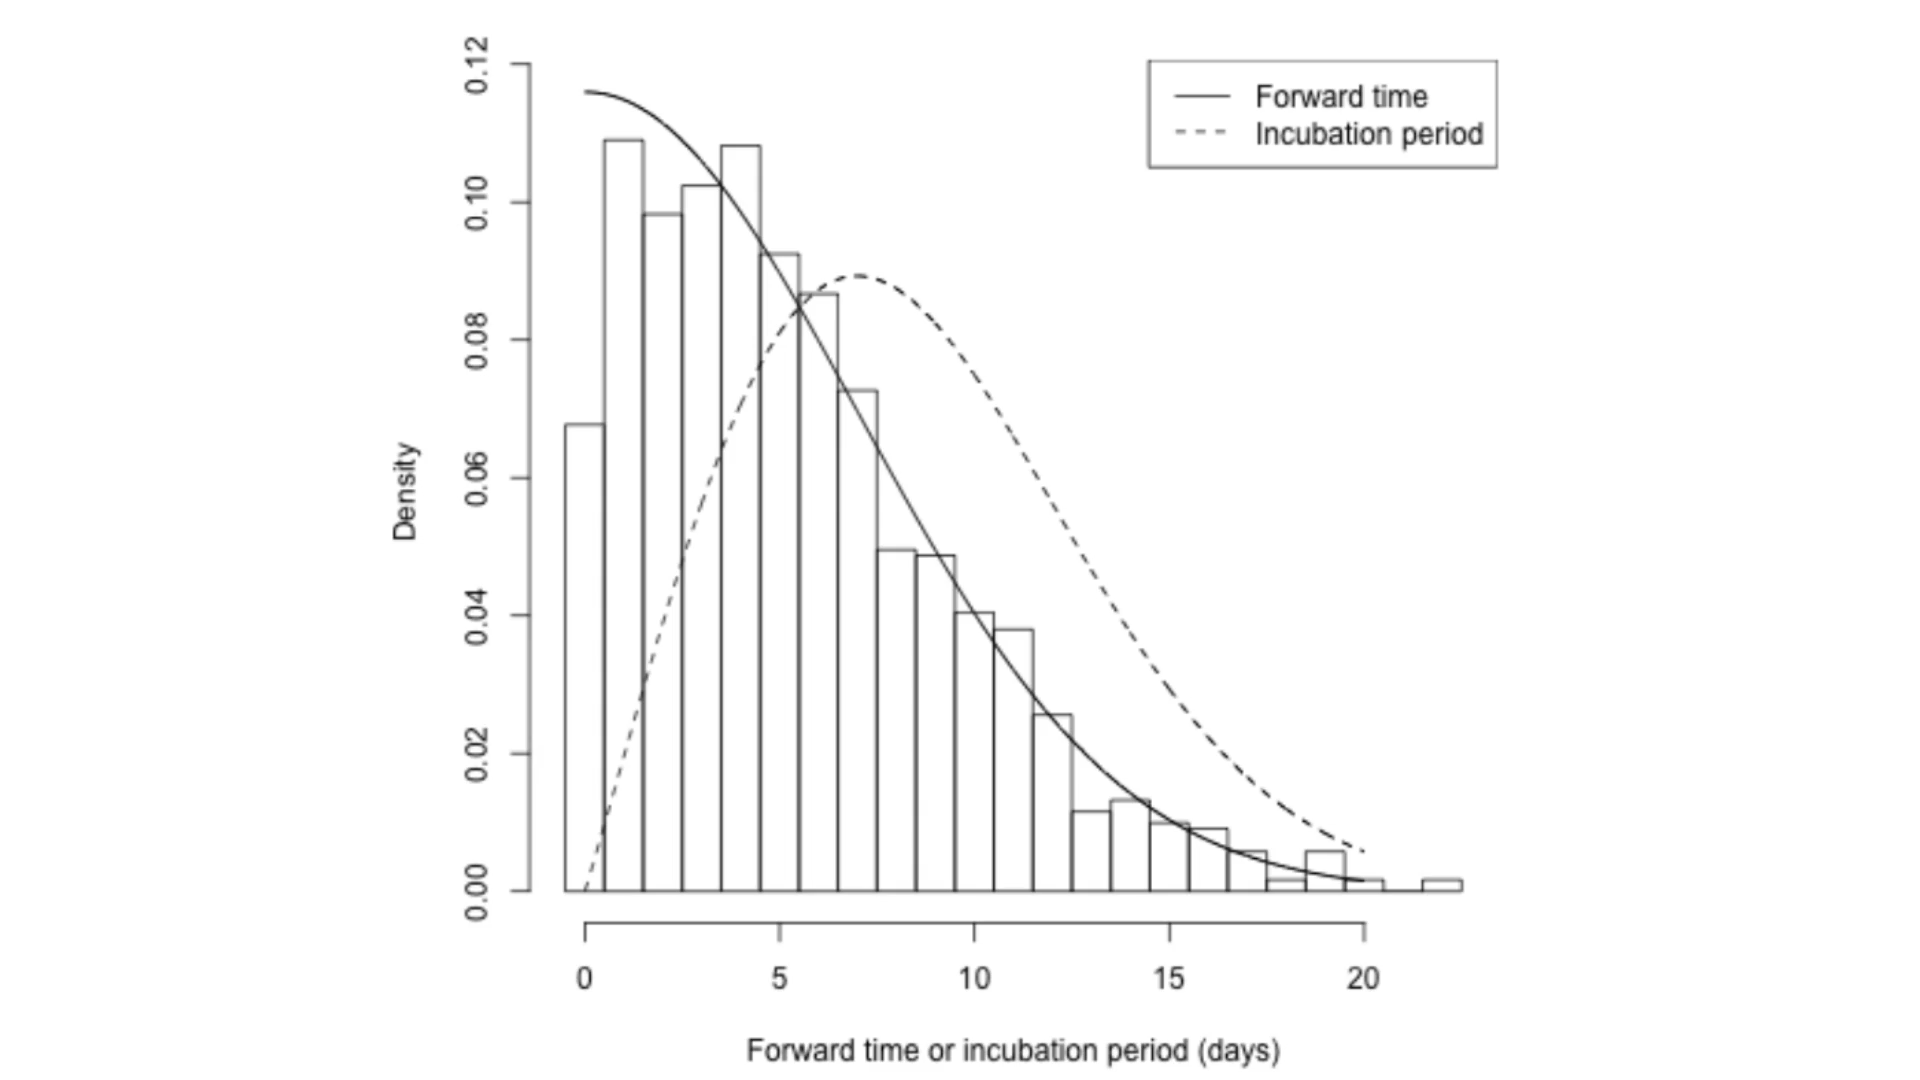 0.12
0.10
0.08
0.06
0.04
0.02
0.00
Density
Forward time
Incubation period
0 5 10 15 20
Forward time or incubation period (days)